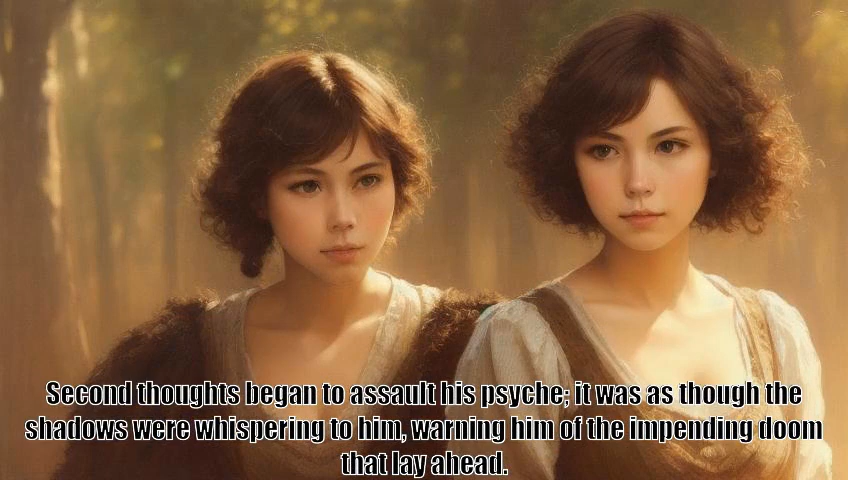 Second thoughts began to assault his psyche; it was as though the
shadows were whispering to him, warning him of the impending doom
that lay ahead.